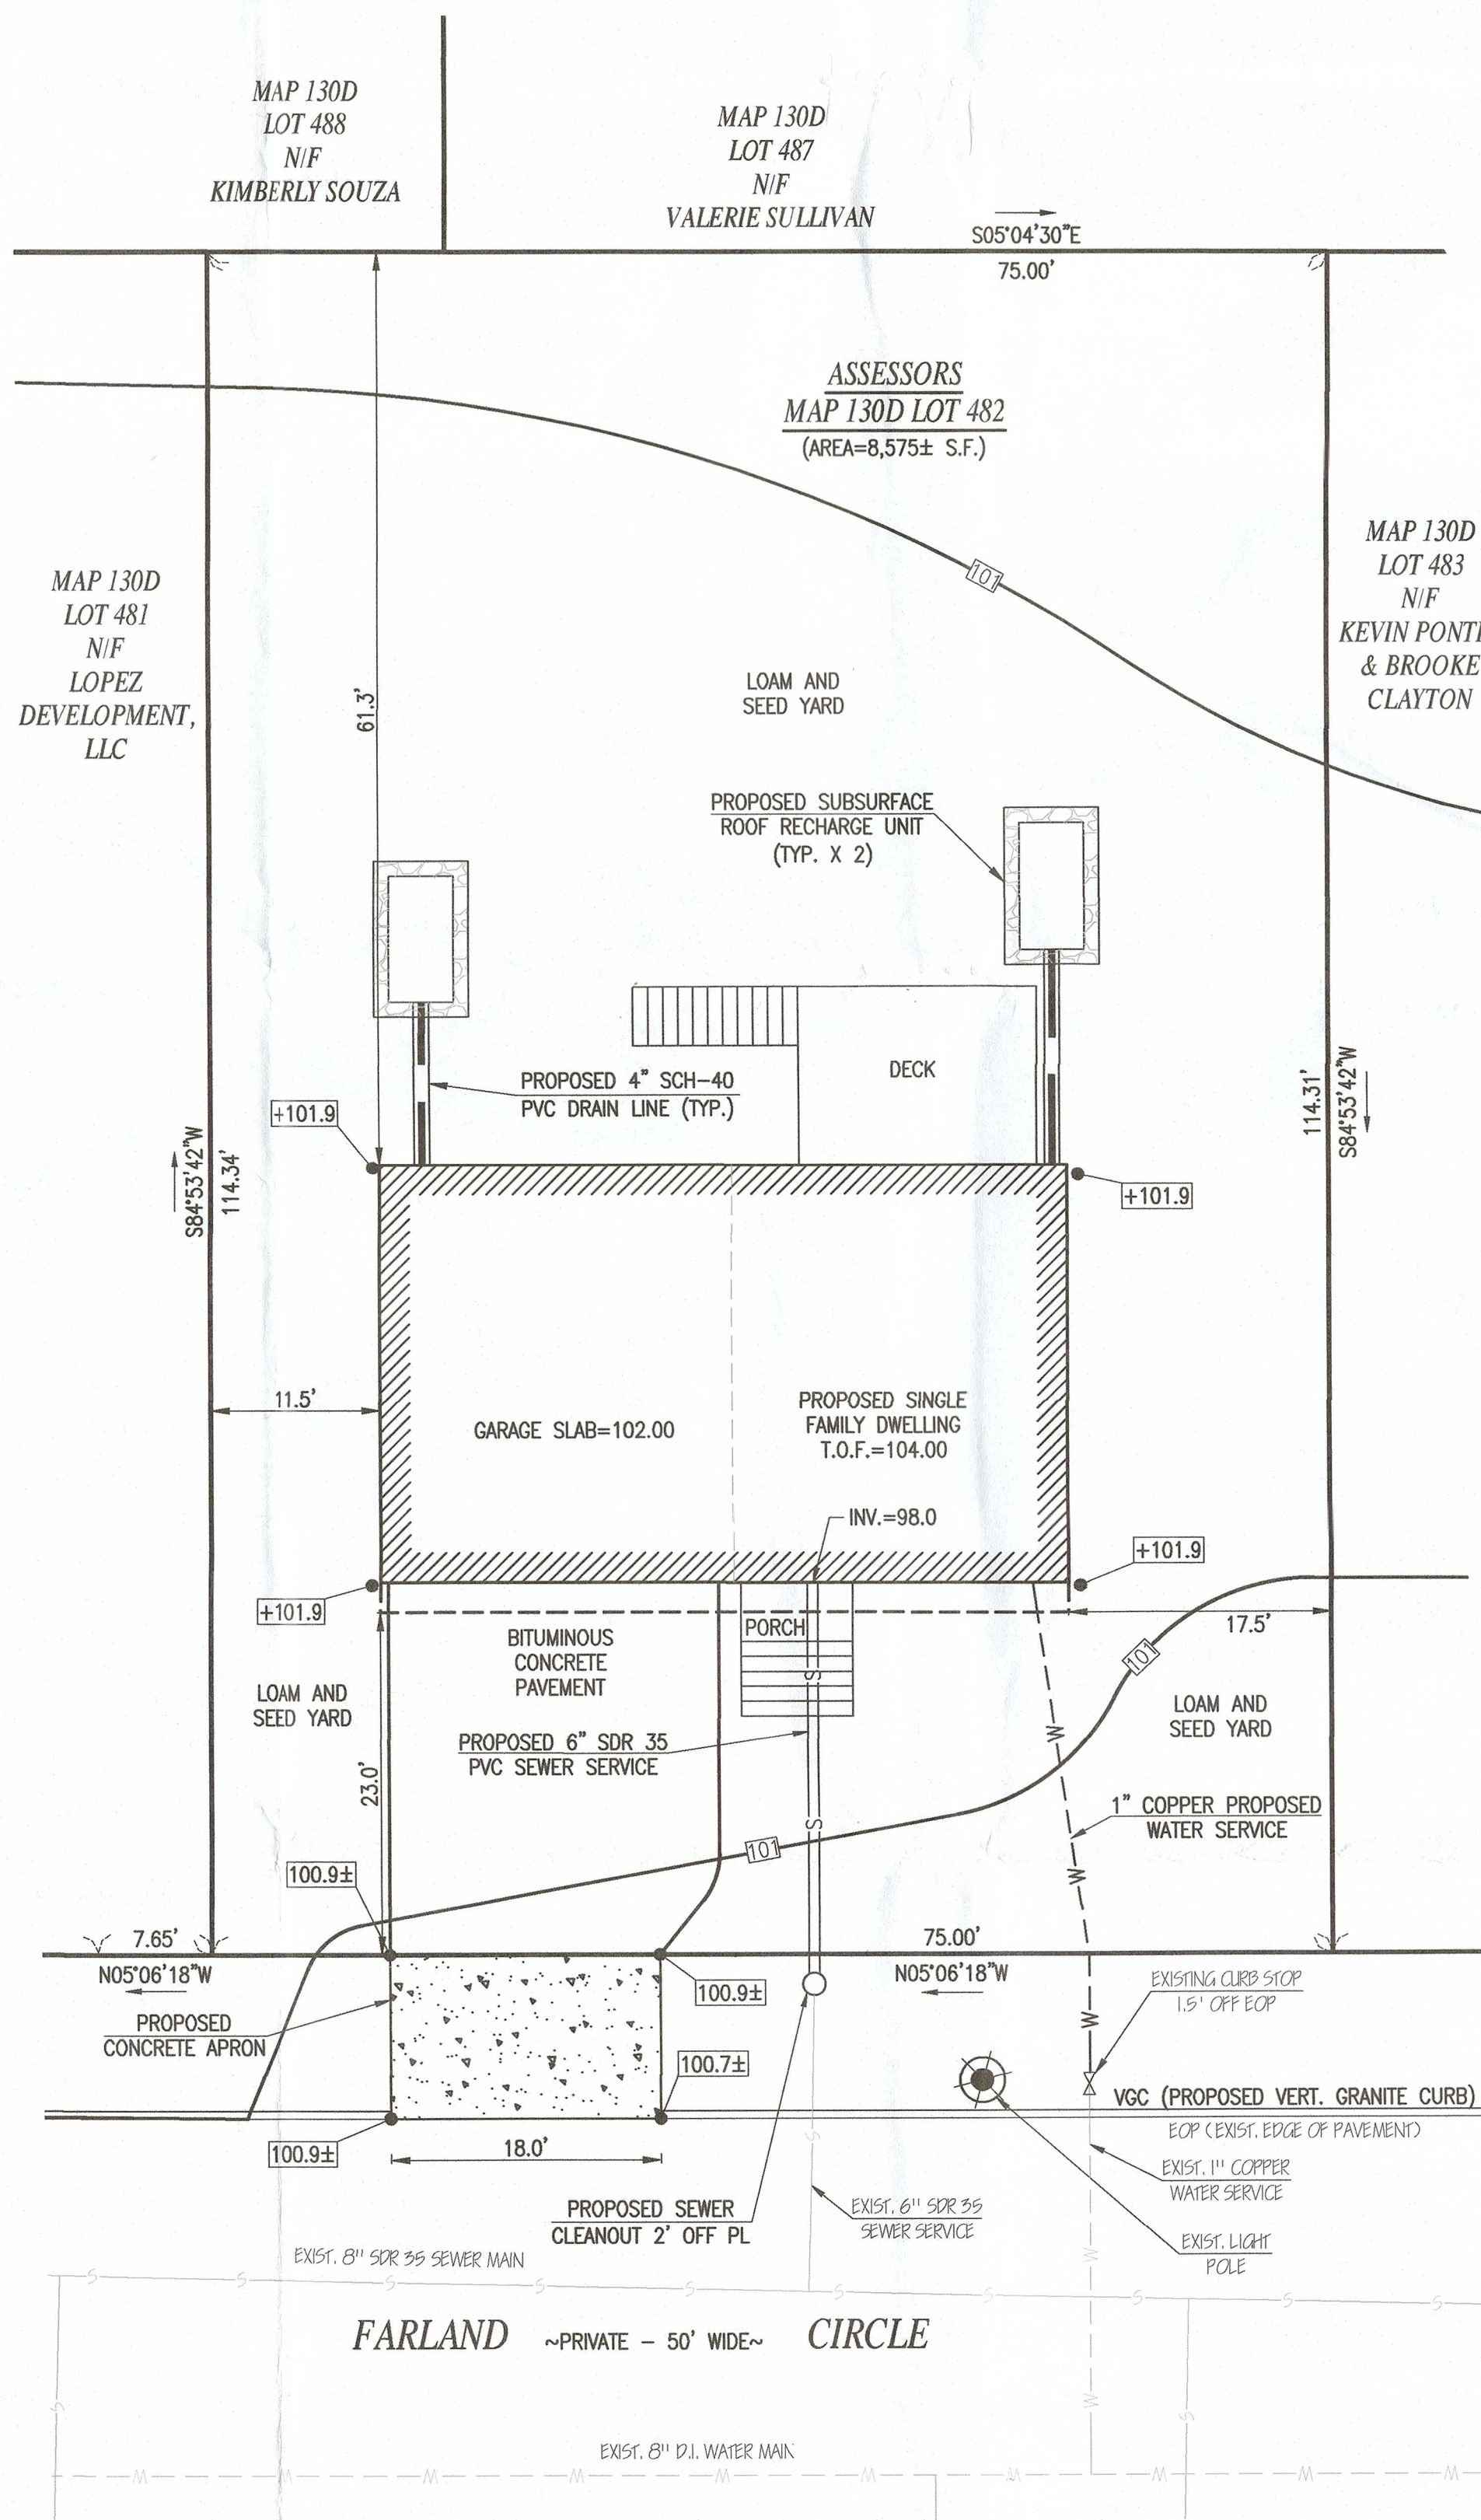 MAP 130D
LOT 488
N/F
KIMBERLY SOUZA
MAP 130D
LOT 487
N/F
VALERIE SULLIVAN
S05°04'30"E
75.00'
ASSESSORS
MAP 130D LOT 482
(AREA=8,575± S.F.)
101
MAP 130D
LOT 481
N/F
LOPEZ
DEVELOPMENT,
LLC
MAP 130D
LOT 483
N/F
KEVIN
& BROOKE
CLAYTON
61.3'
LOAM AND
SEED YARD
PROPOSED SUBSURFACE
ROOF RECHARGE UNIT
(TYP. X 2)
DECK
PROPOSED 4" SCH-40
PVC DRAIN LINE (TYP.)
+101.9
+101.9
S84°53'42"W
114.34'
114.31'
S84°53'42"W
11.5'
GARAGE SLAB=102.00
PROPOSED SINGLE
FAMILY DWELLING
T.O.F.=104.00
INV.=98.0
+101.9
+101.9
17.5'
PORCH
BITUMINOUS
CONCRETE
PAVEMENT
101
LOAM AND
SEED YARD
LOAM AND
SEED YARD
S
W
PROPOSED 6" SDR 35
PVC SEWER SERVICE
23.0'
1" COPPER PROPOSED
WATER SERVICE
S
101
W
100.9±
7.65'
75.00'
N05°06'18"W
N05°06'18"W
100.9±
EXISTING CURB STOP
1.5' OFF EOP
W
PROPOSED
CONCRETE APRON
100.7±
VGC (PROPOSED VERT. GRANITE CURB)
EOP (EXIST. EDGE OF PAVEMENT)
100.9±
18.0'
S
EXIST. 1" COPPER
WATER SERVICE
PROPOSED SEWER
CLEANOUT 2' OFF PL
EXIST. 6" SDR 35
SEWER SERVICE
EXIST. LIGHT
POLE
W
EXIST. 8" SDR 35 SEWER MAIN
S S S S S S S S S S
FARLAND ~PRIVATE - 50' WIDE~ CIRCLE
S W S
EXIST. 8" D.I. WATER MAIN
W W W W W W W W W W